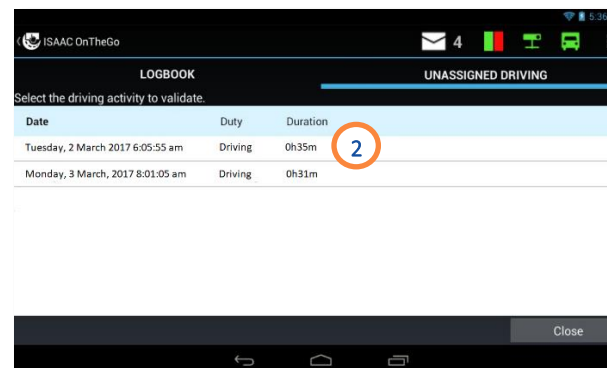 5:36
ISAAC OnTheGo 4
LOGBOOK UNASSIGNED DRIVING
Select the driving activity to validate.
Date Duty Duration
Tuesday, 2 March 2017 6:05:55 am Driving 0h35m 2
Monday, 3 March, 2017 8:01:05 am Driving 0h31m
Close